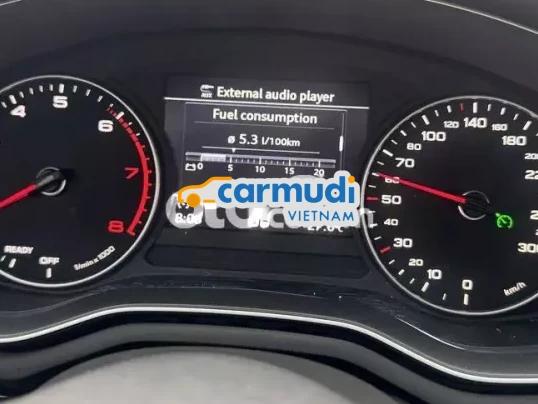 External audio player
AUX
Fuel consumption
ø 5.3 l/100km
0 5 10 15 20
carmudi
VIETNAM
4 5 6 7 8
READY
OFF
1/min x 1000
0 10 20 30 50 60 70 80 100 120 140 160 180
km/h